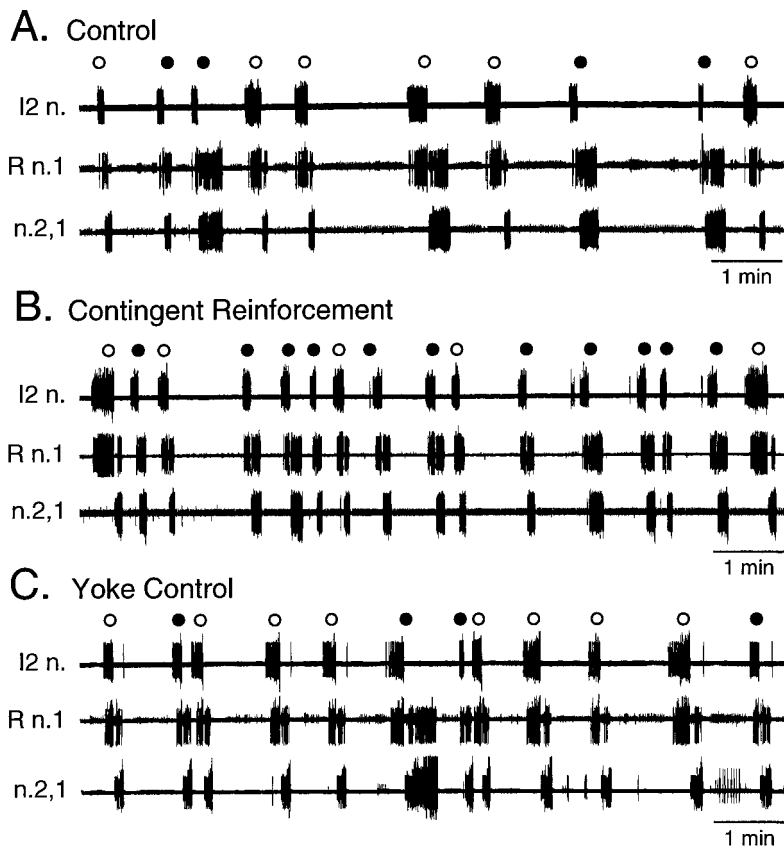 A. Control
I2 n.
R n.1
n.2,1
1 min
B. Contingent Reinforcement
I2 n.
R n.1
n.2,1
1 min
C. Yoke Control
I2 n.
R n.1
n.2,1
1 min